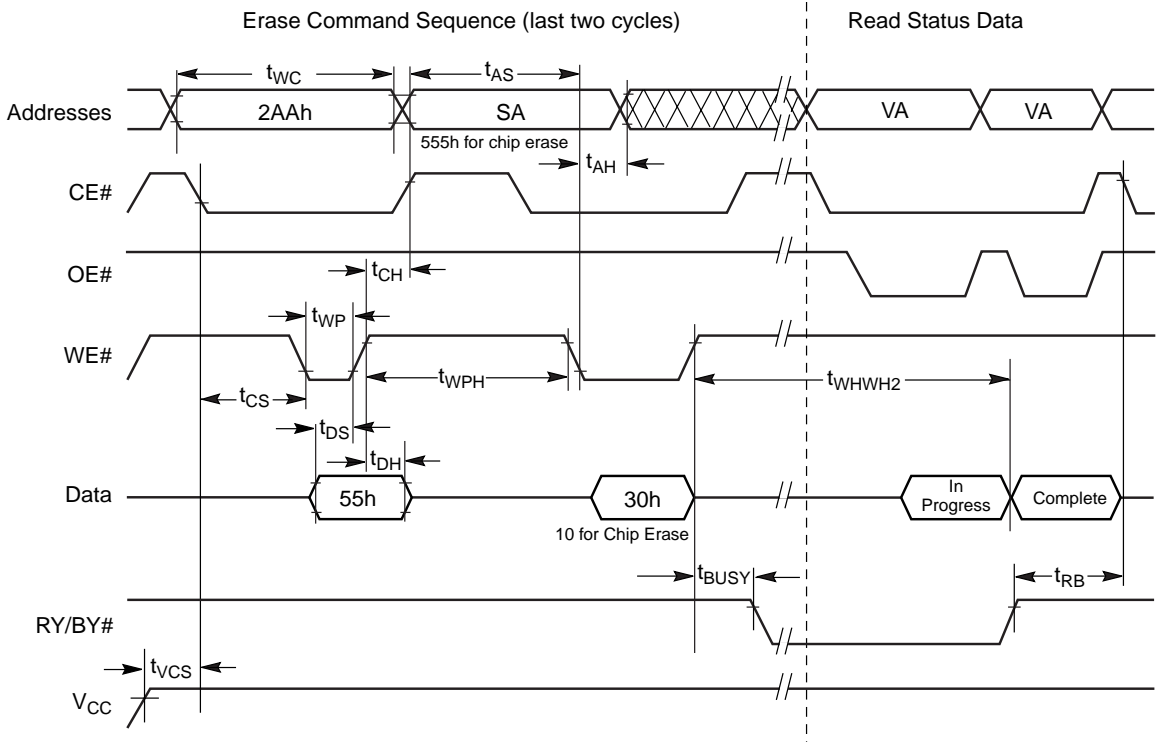 Erase Command Sequence (last two cycles)
Read Status Data
tWC
tAS
Addresses
2AAh
SA
VA
VA
555h for chip erase
tAH
CE#
OE#
tCH
tWP
WE#
tWPH
tWHWH2
tCS
tDS
tDH
Data
55h
30h
In
Progress
Complete
10 for Chip Erase
tBUSY
tRB
RY/BY#
tVCS
VCC